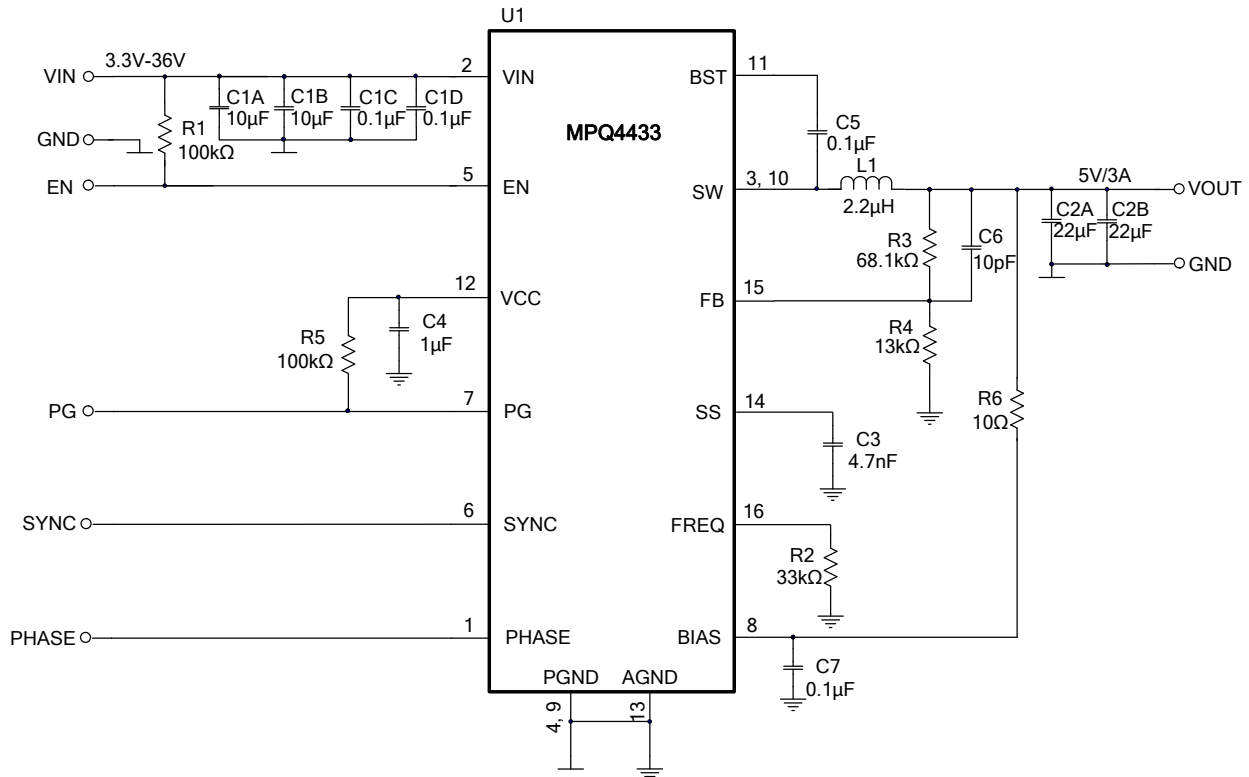 U1
3.3V-36V
VIN
2
VIN
C1A
10µF
C1B
10µF
C1C
0.1µF
C1D
0.1µF
GND
R1
100kΩ
EN
5
EN
MPQ4433
BST
11
C5
0.1µF
SW
3, 10
L1
2.2µH
5V/3A
VOUT
C2A
22µF
C2B
22µF
GND
R3
68.1kΩ
C6
10pF
FB
15
R4
13kΩ
12
VCC
R5
100kΩ
C4
1µF
PG
7
PG
SS
14
C3
4.7nF
R6
10Ω
SYNC
6
SYNC
FREQ
16
R2
33kΩ
PHASE
1
PHASE
BIAS
8
C7
0.1µF
PGND
AGND
4, 9
13